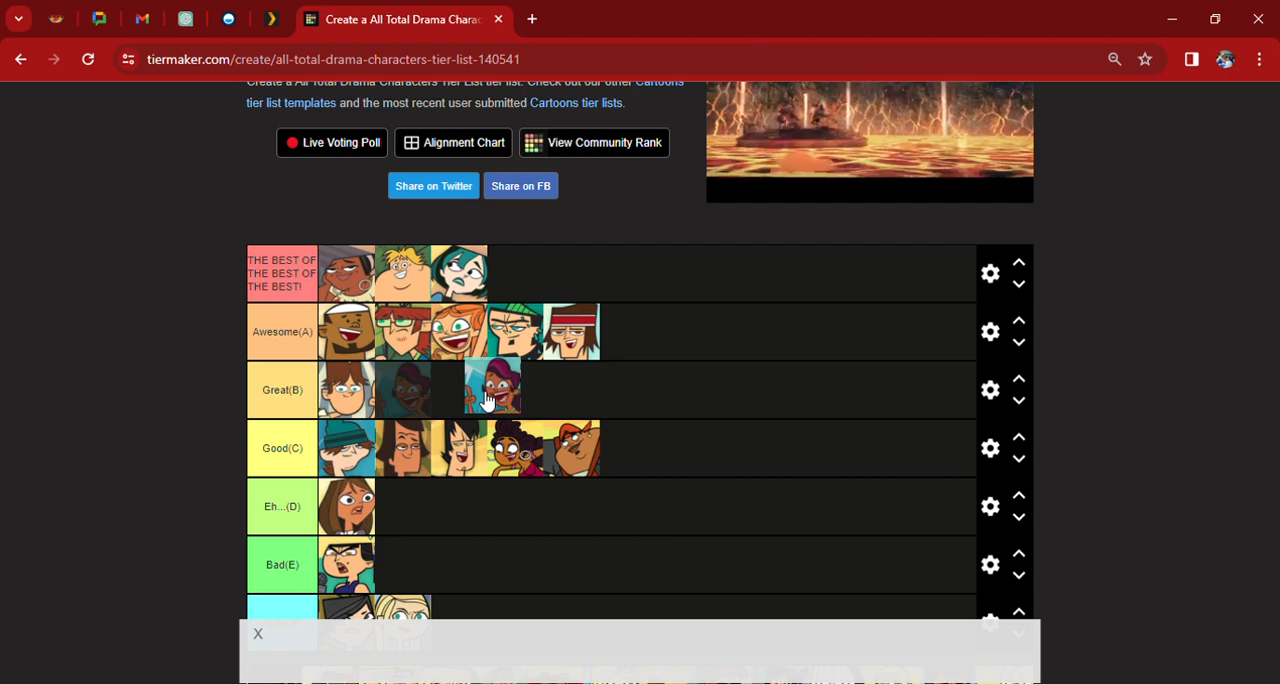 Create a All Total Drama Charac
tiermaker.com/create/all-total-drama-characters-tier-list-140541
Create a All Total Drama Characters Tier List tier list. Check out our other Cartoons
tier list templates and the most recent user submitted Cartoons tier lists.
Live Voting Poll
Alignment Chart
View Community Rank
Share on Twitter
Share on FB
THE BEST OF
THE BEST OF
THE BEST!
Awesome(A)
Great(B)
Good(C)
Eh...(D)
Bad(E)
X